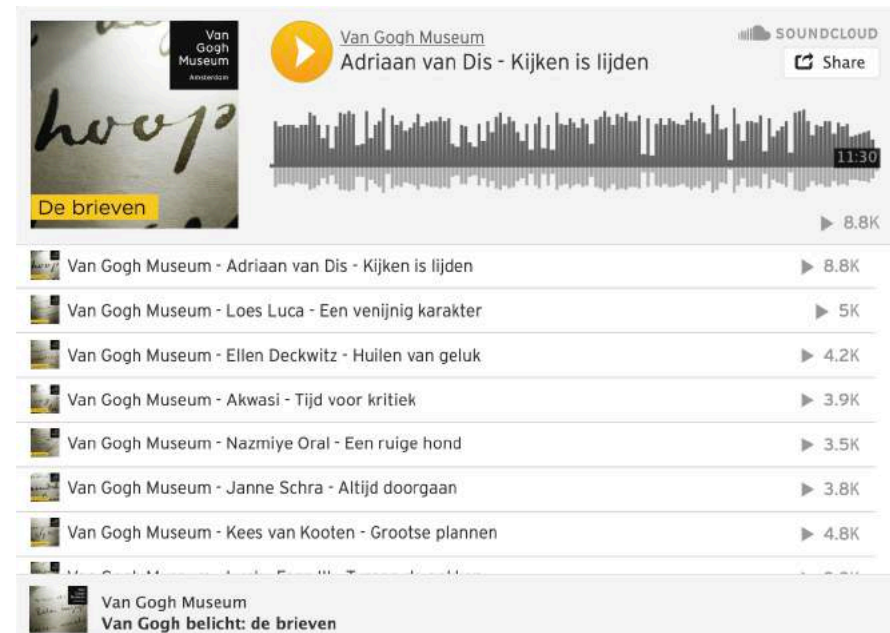 Van
Gogh
Museum
Amsterdam
hoop
De brieven
Van Gogh Museum
Adriaan van Dis - Kijken is lijden
SOUNDCLOUD
Share
11:30
8.8K
Van Gogh Museum - Adriaan van Dis - Kijken is lijden 8.8K
Van Gogh Museum - Loes Luca - Een venijnig karakter 5K
Van Gogh Museum - Ellen Deckwitz - Huilen van geluk 4.2K
Van Gogh Museum - Akwasi - Tijd voor kritiek 3.9K
Van Gogh Museum - Nazmiye Oral - Een ruige hond 3.5K
Van Gogh Museum - Janne Schra - Altijd doorgaan 3.8K
Van Gogh Museum - Kees van Kooten - Grootse plannen 4.8K
Van Gogh Museum
Van Gogh belicht: de brieven